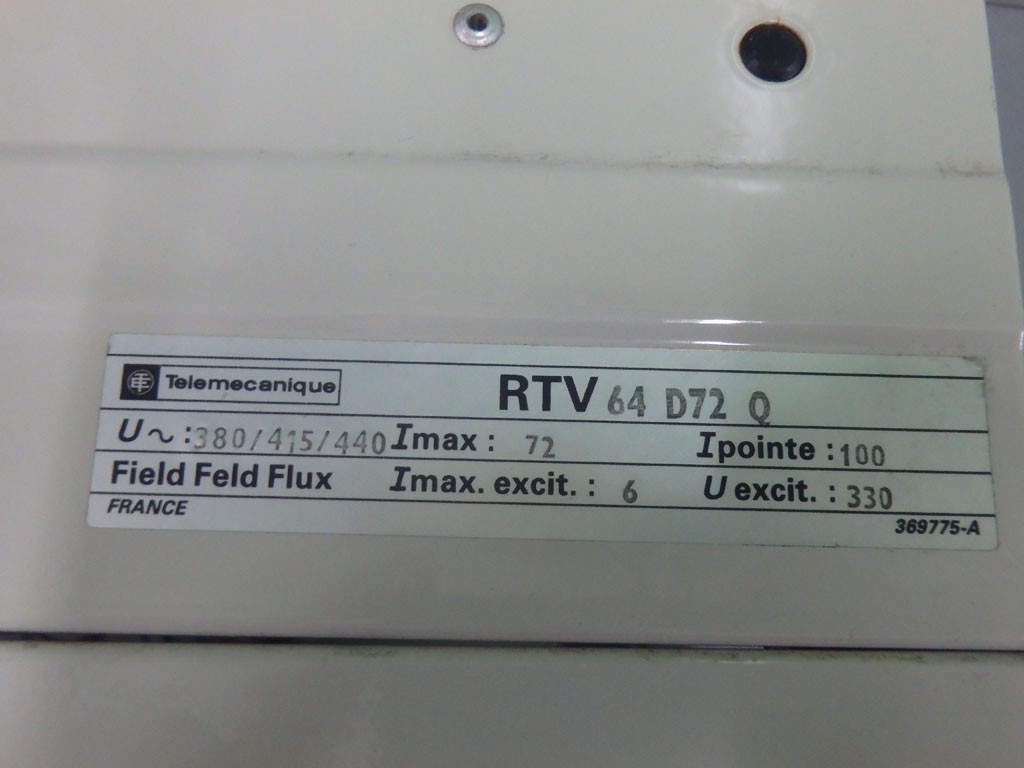 Telemecanique RTV 64 D72 Q
U~:380/415/440 Imax: 72 Ipointe:100
Field Feld Flux Imax. excit.: 6 U excit.: 330
FRANCE 369775-A